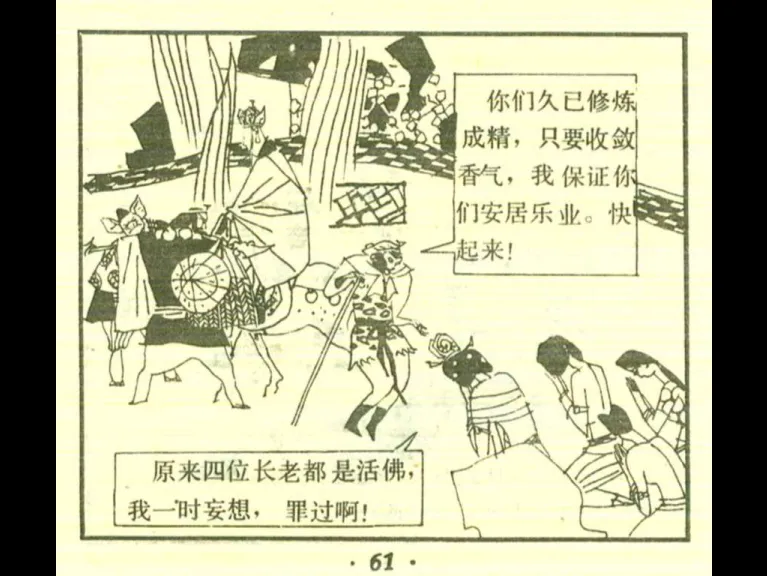 你们久已修炼
成精，只要收敛
香气，我保证你
们安居乐业。快
起来！
原来四位长老都是活佛，
我一时妄想，罪过啊！
· 61 ·